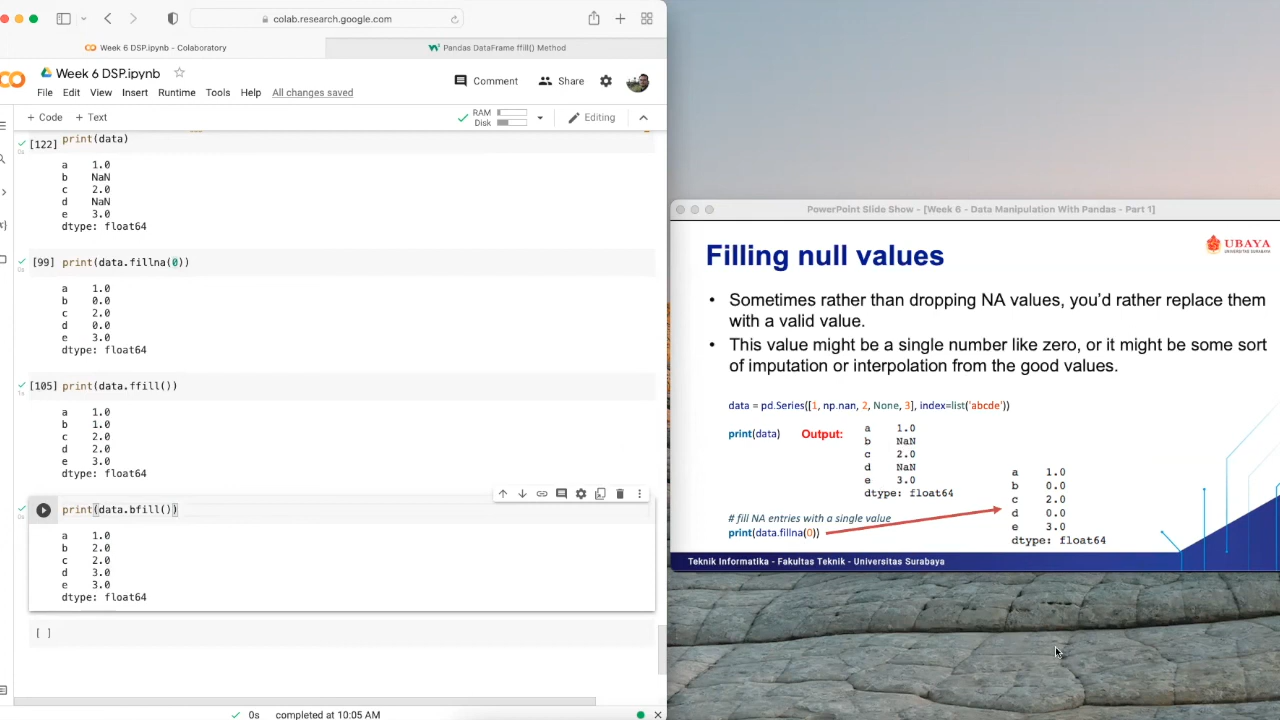 colab.research.google.com
Week 6 DSP.ipynb - Colaboratory
Pandas DataFrame ffill() Method
Week 6 DSP.ipynb
Comment
Share
File Edit View Insert Runtime Tools Help All changes saved
+ Code + Text
RAM
Disk
Editing
[122] print(data)
a 1.0
b NaN
c 2.0
d NaN
e 3.0
dtype: float64
[99] print(data.fillna(0))
a 1.0
b 0.0
c 2.0
d 0.0
e 3.0
dtype: float64
[105] print(data.ffill())
1s
a 1.0
b 1.0
c 2.0
d 2.0
e 3.0
dtype: float64
print(data.bfill())
a 1.0
b 2.0
c 2.0
d 3.0
e 3.0
dtype: float64
[ ]
0s completed at 10:05 AM
PowerPoint Slide Show - [Week 6 - Data Manipulation With Pandas - Part 1]
Filling null values
UBAYA
UNIVERSITAS SURABAYA
• Sometimes rather than dropping NA values, you'd rather replace them
with a valid value.
• This value might be a single number like zero, or it might be some sort
of imputation or interpolation from the good values.
data = pd.Series([1, np.nan, 2, None, 3], index=list('abcde'))
print(data) Output:
a 1.0
b NaN
c 2.0
d NaN
e 3.0
dtype: float64
# fill NA entries with a single value
print(data.fillna(0))
a 1.0
b 0.0
c 2.0
d 0.0
e 3.0
dtype: float64
Teknik Informatika - Fakultas Teknik - Universitas Surabaya